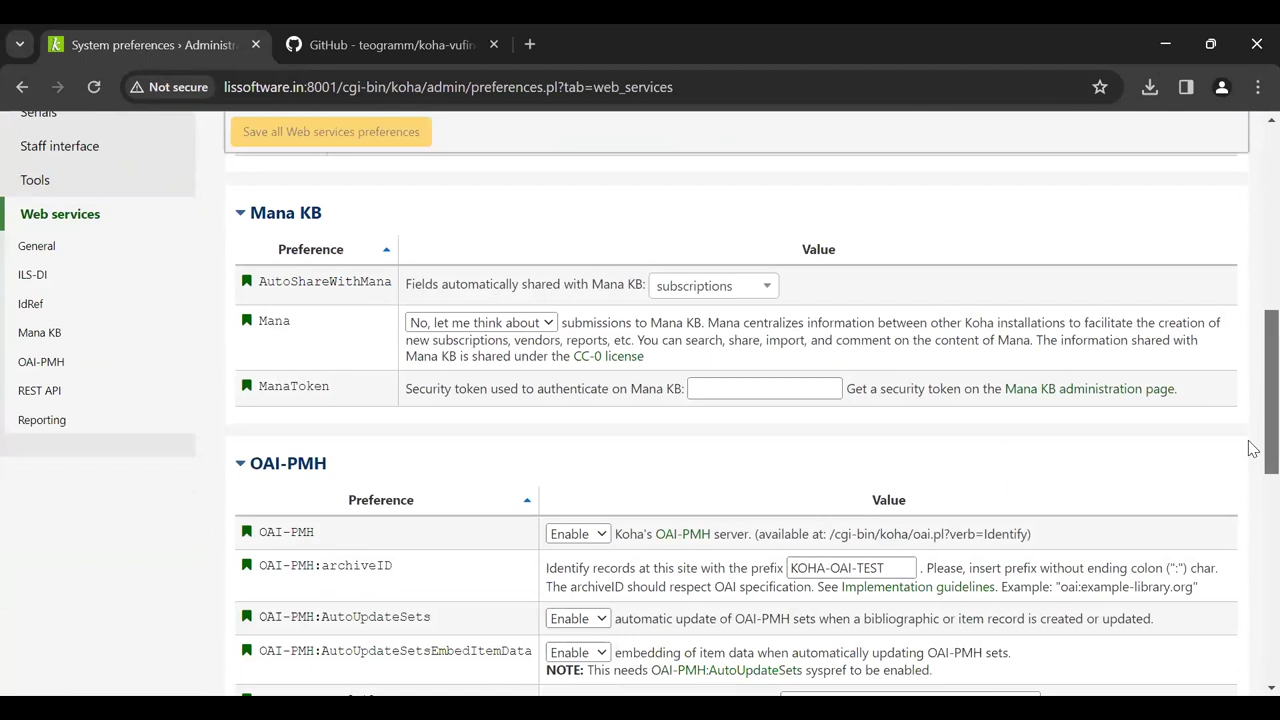 System preferences › Administr
GitHub - teogramm/koha-vufin
Not secure
lissoftware.in:8001/cgi-bin/koha/admin/preferences.pl?tab=web_services
Serials
Staff interface
Tools
Web services
General
ILS-DI
IdRef
Mana KB
OAI-PMH
REST API
Reporting
Save all Web services preferences
Mana KB
Preference
Value
AutoShareWithMana
Fields automatically shared with Mana KB: subscriptions
Mana
No, let me think about submissions to Mana KB. Mana centralizes information between other Koha installations to facilitate the creation of
new subscriptions, vendors, reports, etc. You can search, share, import, and comment on the content of Mana. The information shared with
Mana KB is shared under the CC-0 license
ManaToken
Security token used to authenticate on Mana KB: Get a security token on the Mana KB administration page.
OAI-PMH
Preference
Value
OAI-PMH
Enable Koha's OAI-PMH server. (available at: /cgi-bin/koha/oai.pl?verb=Identify)
OAI-PMH:archiveID
Identify records at this site with the prefix KOHA-OAI-TEST . Please, insert prefix without ending colon (":") char.
The archiveID should respect OAI specification. See Implementation guidelines. Example: "oai:example-library.org"
OAI-PMH:AutoUpdateSets
Enable automatic update of OAI-PMH sets when a bibliographic or item record is created or updated.
OAI-PMH:AutoUpdateSetsEmbedItemData
Enable embedding of item data when automatically updating OAI-PMH sets.
NOTE: This needs OAI-PMH:AutoUpdateSets syspref to be enabled.